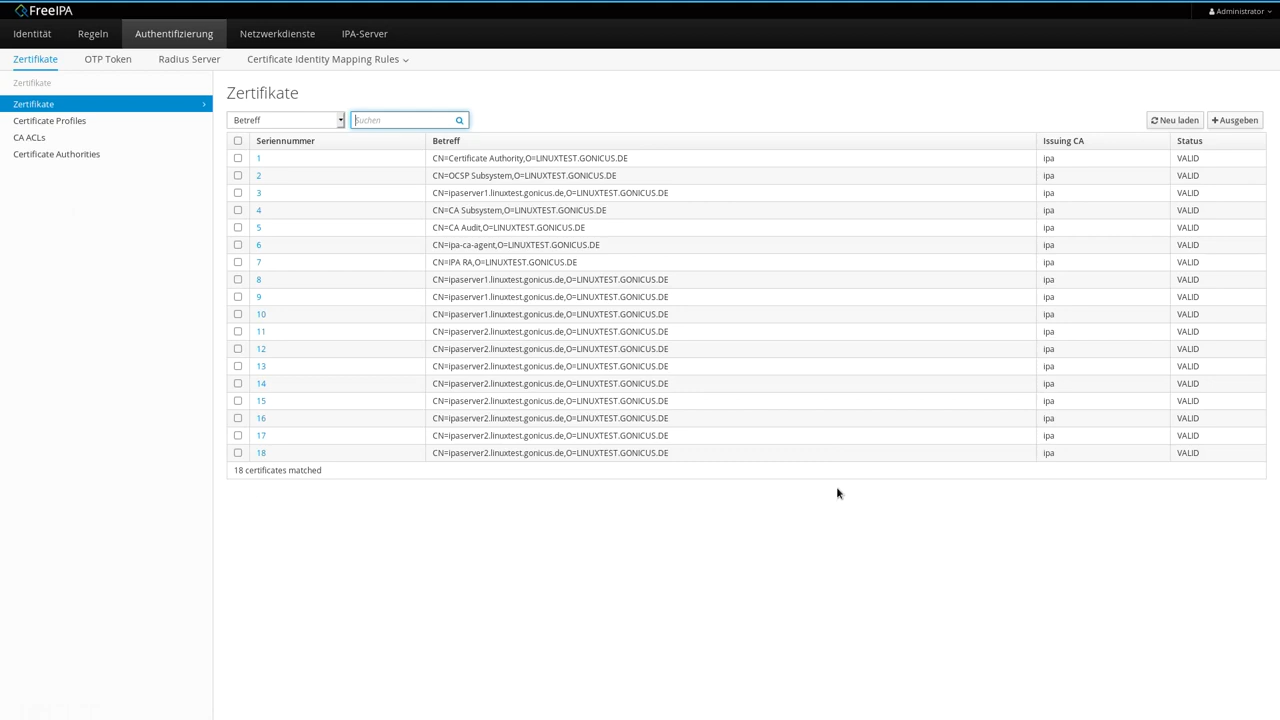 FreeIPA
Administrator
Identität Regeln Authentifizierung Netzwerkdienste IPA-Server
Zertifikate OTP Token Radius Server Certificate Identity Mapping Rules
Zertifikate
Zertifikate
Certificate Profiles
CA ACLs
Certificate Authorities
Zertifikate
Betreff Suchen Neu laden Ausgeben
Seriennummer Betreff Issuing CA Status
1 CN=Certificate Authority,O=LINUXTEST.GONICUS.DE ipa VALID
2 CN=OCSP Subsystem,O=LINUXTEST.GONICUS.DE ipa VALID
3 CN=ipaserver1.linuxtest.gonicus.de,O=LINUXTEST.GONICUS.DE ipa VALID
4 CN=CA Subsystem,O=LINUXTEST.GONICUS.DE ipa VALID
5 CN=CA Audit,O=LINUXTEST.GONICUS.DE ipa VALID
6 CN=ipa-ca-agent,O=LINUXTEST.GONICUS.DE ipa VALID
7 CN=IPA RA,O=LINUXTEST.GONICUS.DE ipa VALID
8 CN=ipaserver1.linuxtest.gonicus.de,O=LINUXTEST.GONICUS.DE ipa VALID
9 CN=ipaserver1.linuxtest.gonicus.de,O=LINUXTEST.GONICUS.DE ipa VALID
10 CN=ipaserver1.linuxtest.gonicus.de,O=LINUXTEST.GONICUS.DE ipa VALID
11 CN=ipaserver2.linuxtest.gonicus.de,O=LINUXTEST.GONICUS.DE ipa VALID
12 CN=ipaserver2.linuxtest.gonicus.de,O=LINUXTEST.GONICUS.DE ipa VALID
13 CN=ipaserver2.linuxtest.gonicus.de,O=LINUXTEST.GONICUS.DE ipa VALID
14 CN=ipaserver2.linuxtest.gonicus.de,O=LINUXTEST.GONICUS.DE ipa VALID
15 CN=ipaserver2.linuxtest.gonicus.de,O=LINUXTEST.GONICUS.DE ipa VALID
16 CN=ipaserver2.linuxtest.gonicus.de,O=LINUXTEST.GONICUS.DE ipa VALID
17 CN=ipaserver2.linuxtest.gonicus.de,O=LINUXTEST.GONICUS.DE ipa VALID
18 CN=ipaserver2.linuxtest.gonicus.de,O=LINUXTEST.GONICUS.DE ipa VALID
18 certificates matched